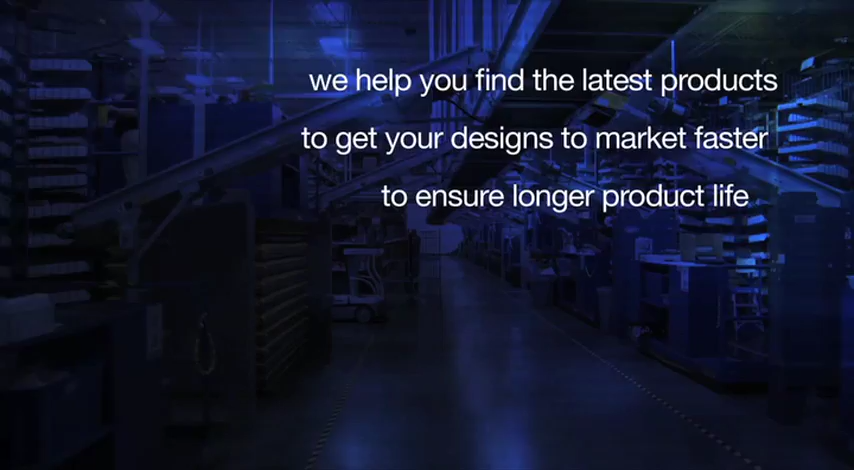 we help you find the latest products
to get your designs to market faster
to ensure longer product life